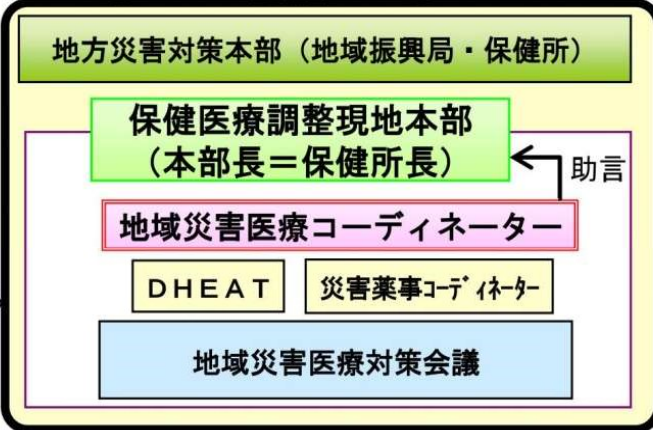 地方災害対策本部（地域振興局・保健所）
保健医療調整現地本部
（本部長＝保健所長）
助言
地域災害医療コーディネーター
ＤＨＥＡＴ
災害薬事ｺｰﾃﾞｨﾈｰﾀｰ
地域災害医療対策会議